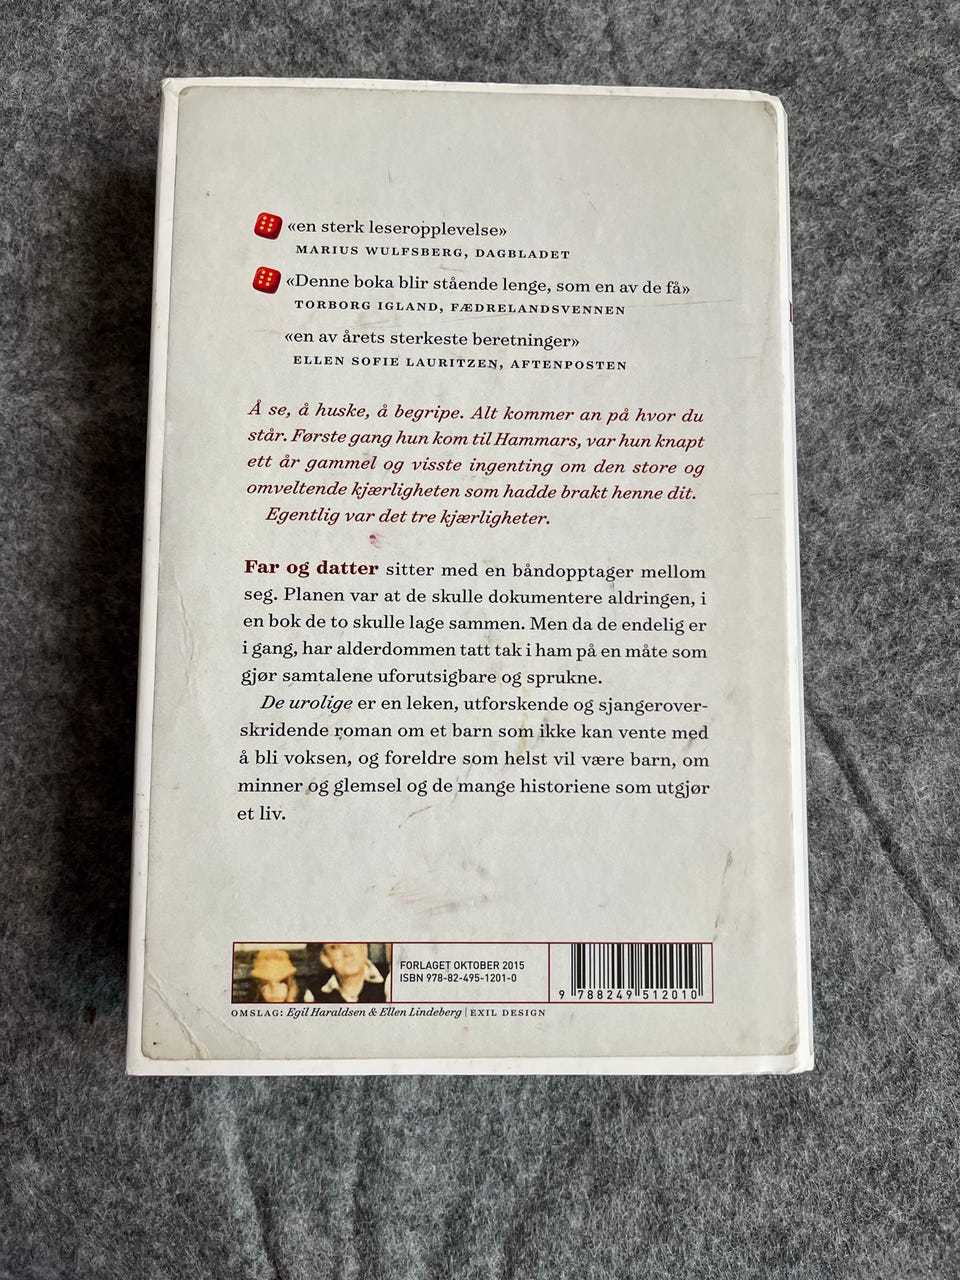 «en sterk leseropplevelse»
MARIUS WULFSBERG, DAGBLADET
«Denne boka blir stående lenge, som en av de få»
TORBORG IGLAND, FÆDRELANDSVENNEN
«en av årets sterkeste beretninger»
ELLEN SOFIE LAURITZEN, AFTENPOSTEN
Å se, å huske, å begripe. Alt kommer an på hvor du
står. Første gang hun kom til Hammars, var hun knapt
ett år gammel og visste ingenting om den store og
omveltende kjærligheten som hadde brakt henne dit.
Egentlig var det tre kjærligheter.
Far og datter sitter med en båndopptager mellom
seg. Planen var at de skulle dokumentere aldringen, i
en bok de to skulle lage sammen. Men da de endelig er
i gang, har alderdommen tatt tak i ham på en måte som
gjør samtalene uforutsigbare og sprukne.
De urolige er en leken, utforskende og sjangerover-
skridende roman om et barn som ikke kan vente med
å bli voksen, og foreldre som helst vil være barn, om
minner og glemsel og de mange historiene som utgjør
et liv.
FORLAGET OKTOBER 2015
ISBN 978-82-495-1201-0
9 788249 512010
OMSLAG: Egil Haraldsen & Ellen Lindeberg | EXIL DESIGN